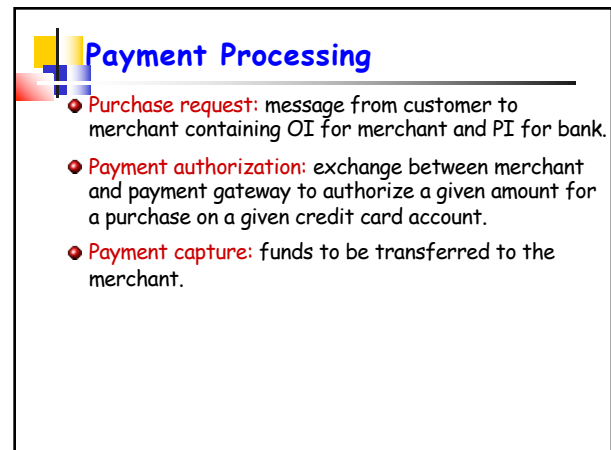 Payment Processing
Purchase request: message from customer to
merchant containing OI for merchant and PI for bank.
Payment authorization: exchange between merchant
and payment gateway to authorize a given amount for
a purchase on a given credit card account.
Payment capture: funds to be transferred to the
merchant.